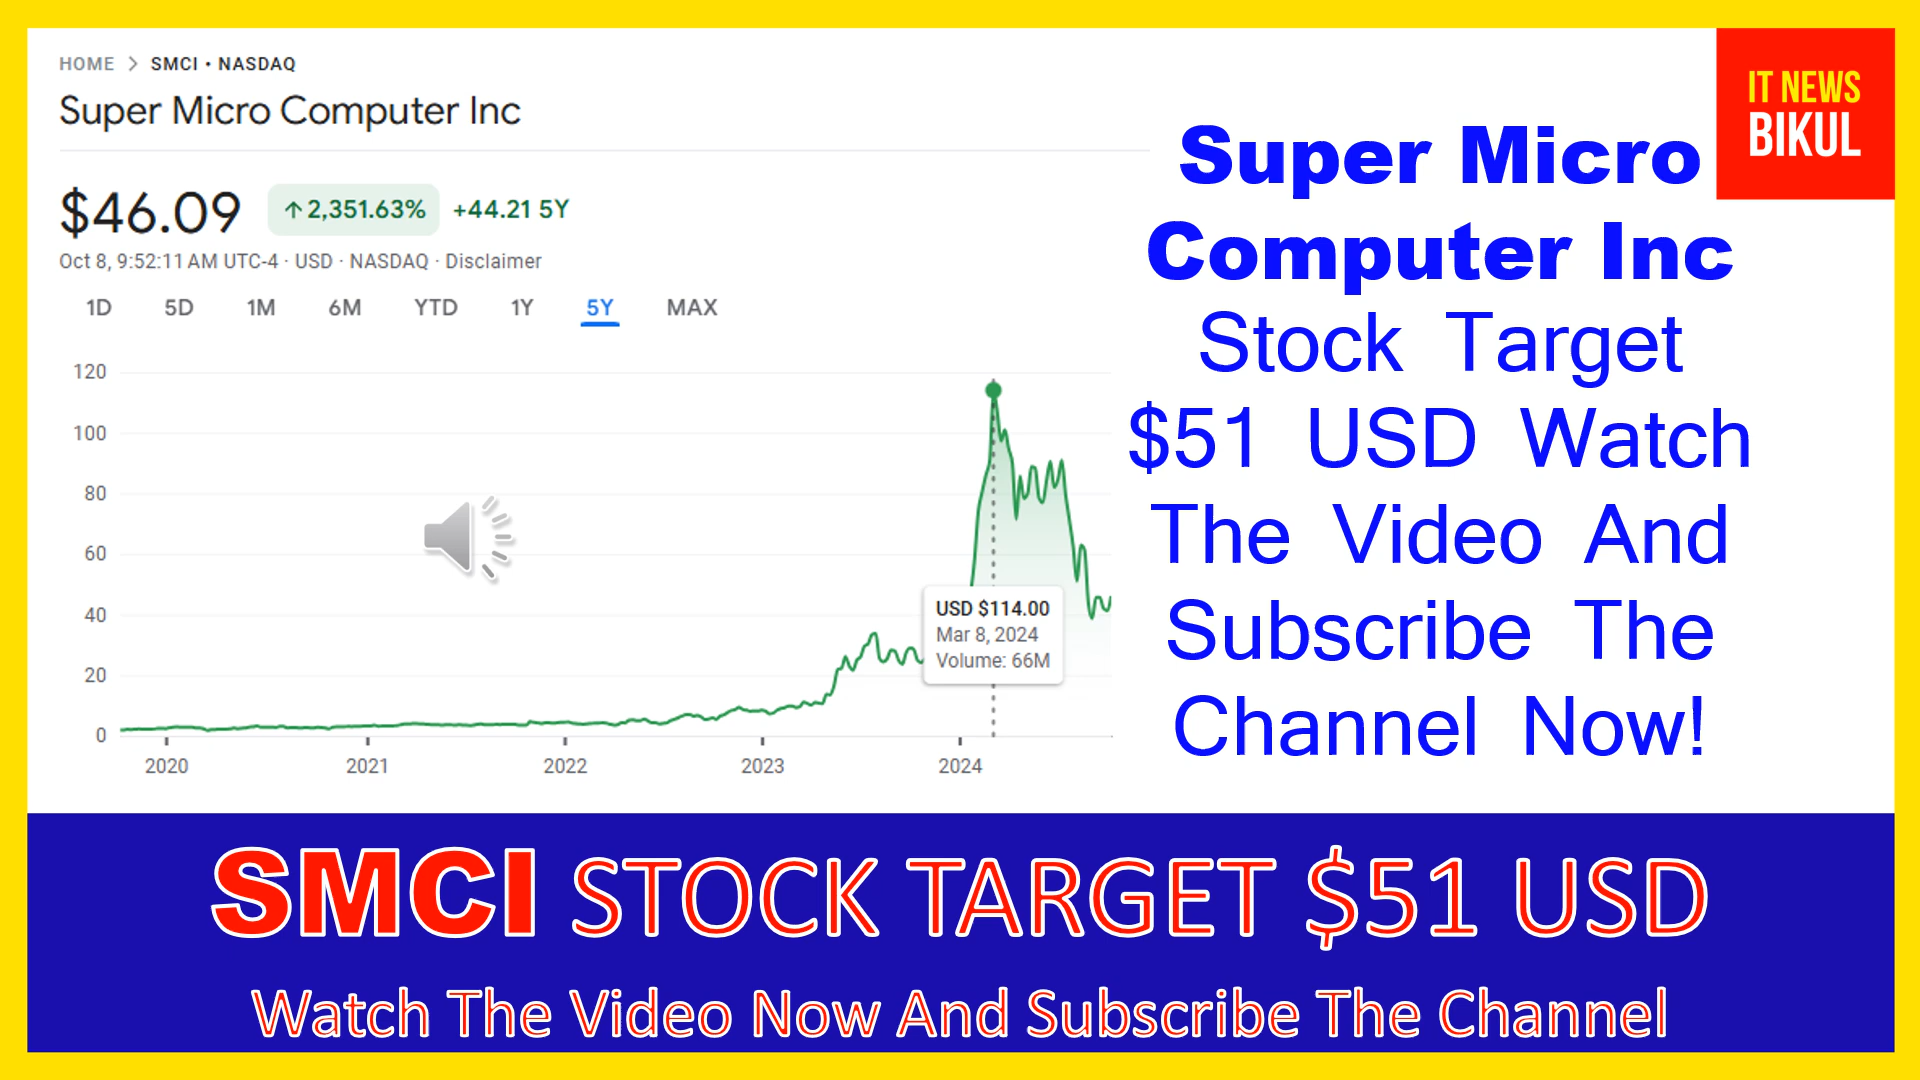 HOME > SMCI • NASDAQ
Super Micro Computer Inc
$46.09 ↑2,351.63% +44.21 5Y
Oct 8, 9:52:11 AM UTC-4 · USD · NASDAQ · Disclaimer
1D 5D 1M 6M YTD 1Y 5Y MAX
120
100
80
60
40
20
0
USD $114.00
Mar 8, 2024
Volume: 66M
2020 2021 2022 2023 2024
IT NEWS
BIKUL
Super Micro
Computer Inc
Stock Target
$51 USD Watch
The Video And
Subscribe The
Channel Now!
SMCI STOCK TARGET $51 USD
Watch The Video Now And Subscribe The Channel